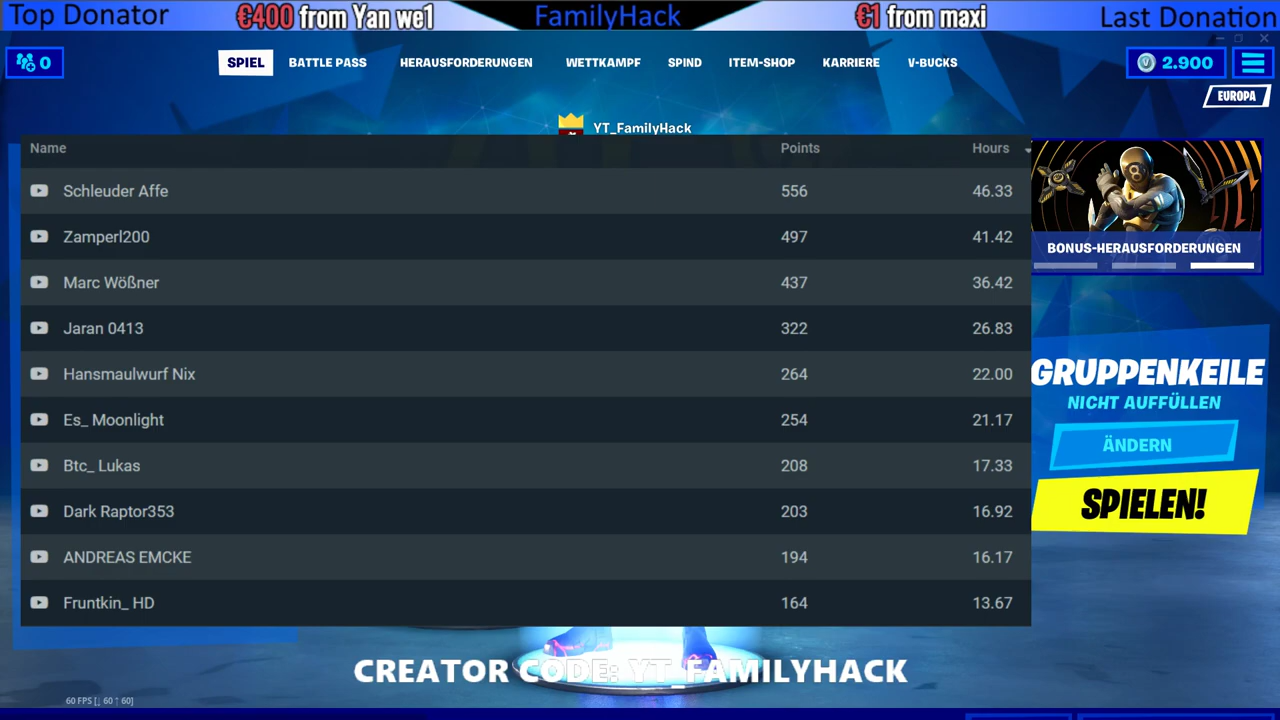 Top Donator €400 from Yan we1 FamilyHack €1 from maxi Last Donation
0 SPIEL BATTLE PASS HERAUSFORDERUNGEN WETTKAMPF SPIND ITEM-SHOP KARRIERE V-BUCKS 2.900
EUROPA
YT_FamilyHack
Name Points Hours
Schleuder Affe 556 46.33
Zamperl200 497 41.42
Marc Wößner 437 36.42
Jaran 0413 322 26.83
Hansmaulwurf Nix 264 22.00
Es_ Moonlight 254 21.17
Btc_ Lukas 208 17.33
Dark Raptor353 203 16.92
ANDREAS EMCKE 194 16.17
Fruntkin_ HD 164 13.67
BONUS-HERAUSFORDERUNGEN
GRUPPENKEILE
NICHT AUFFÜLLEN
ÄNDERN
SPIELEN!
CREATOR CODE: YT_FAMILYHACK
60 FPS [↓ 60 ↑ 60]